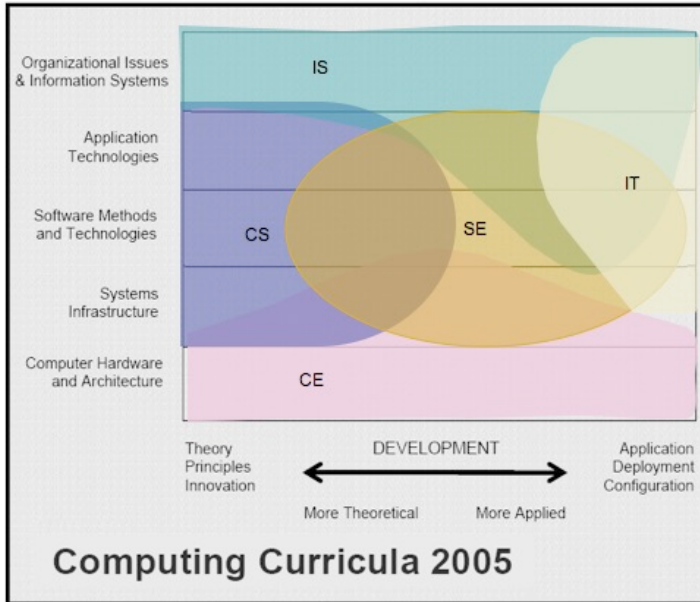 Organizational Issues
& Information Systems
IS
Application
Technologies
IT
Software Methods
and Technologies
CS
SE
Systems
Infrastructure
Computer Hardware
and Architecture
CE
Theory
Principles
Innovation
DEVELOPMENT
Application
Deployment
Configuration
More Theoretical
More Applied
Computing Curricula 2005